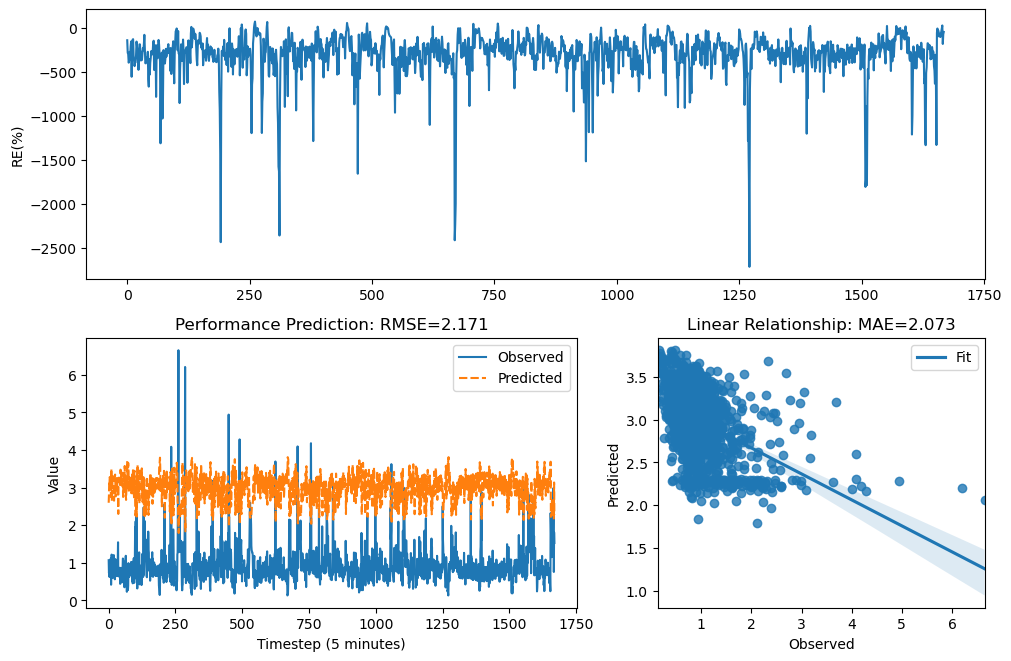 0
−500
−1000
−1500
−2000
−2500
RE(%)
0 250 500 750 1000 1250 1500 1750
Performance Prediction: RMSE=2.171
Observed
Predicted
6
5
4
3
2
1
0
Value
0 250 500 750 1000 1250 1500 1750
Timestep (5 minutes)
Linear Relationship: MAE=2.073
Fit
3.5
3.0
2.5
2.0
1.5
1.0
Predicted
1 2 3 4 5 6
Observed